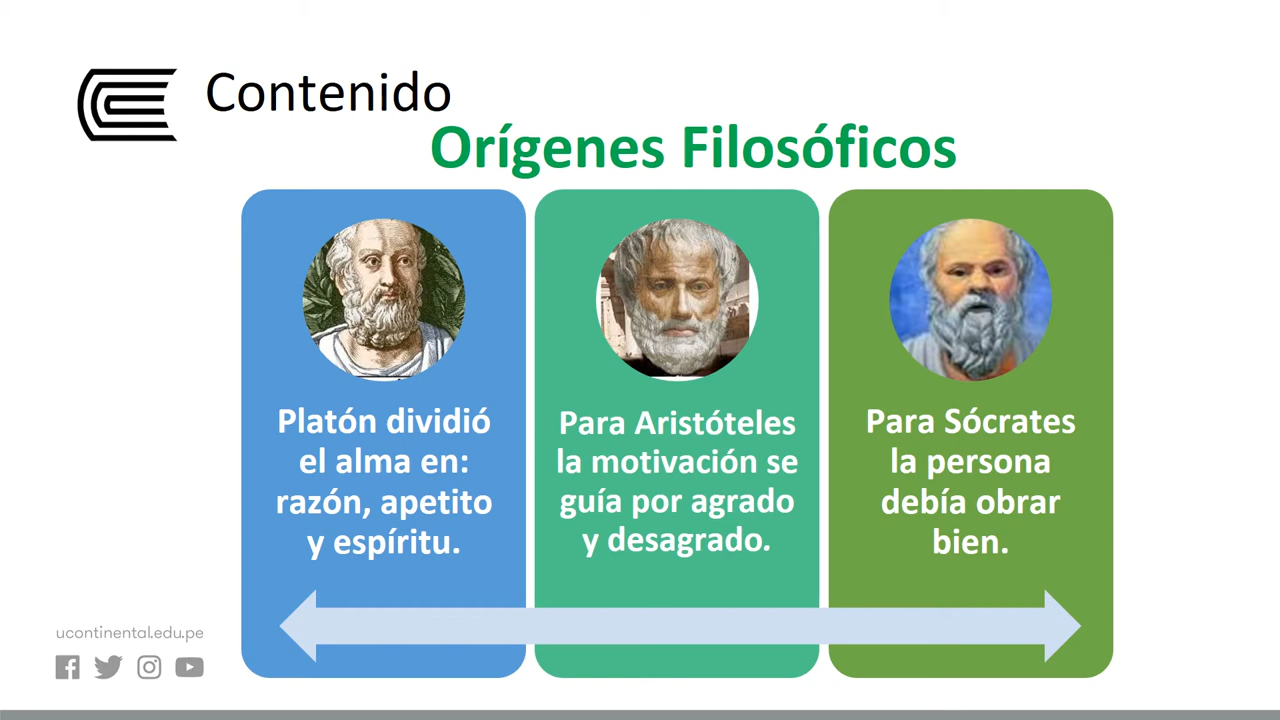 Contenido
Orígenes Filosóficos
Platón dividió
el alma en:
razón, apetito
y espíritu.
Para Aristóteles
la motivación se
guía por agrado
y desagrado.
Para Sócrates
la persona
debía obrar
bien.
ucontinental.edu.pe